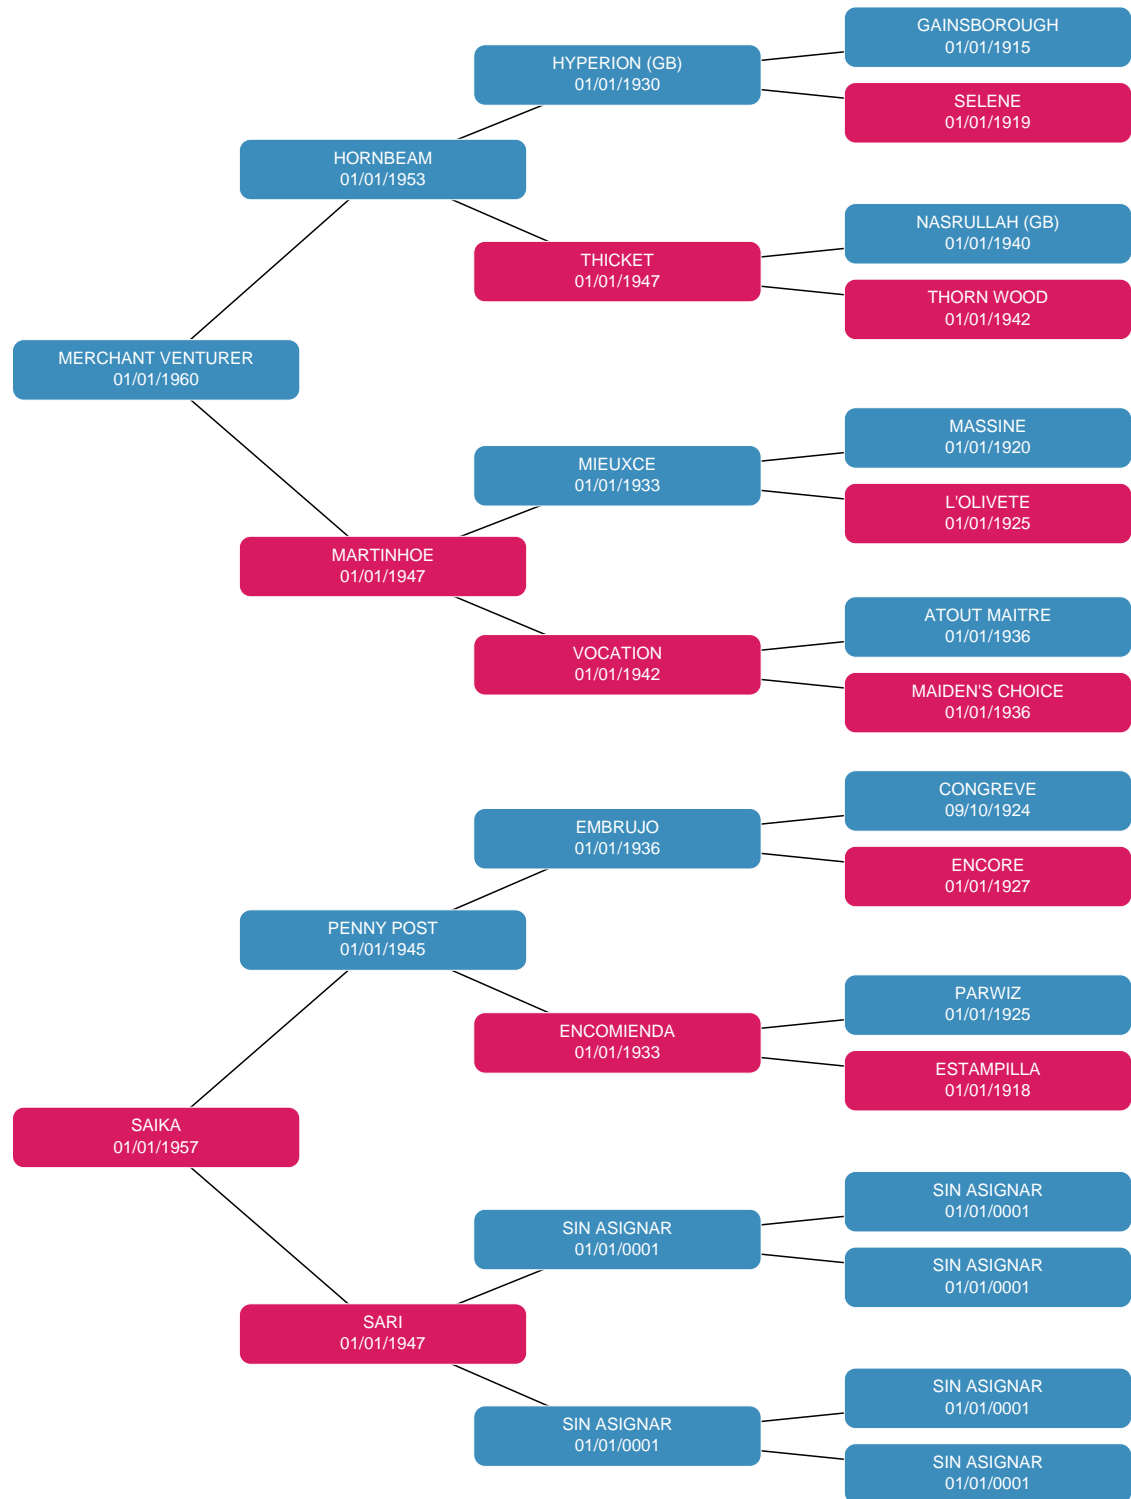 GAINSBOROUGH
01/01/1915
HYPERION (GB)
01/01/1930
SELENE
01/01/1919
HORNBEAM
01/01/1953
NASRULLAH (GB)
01/01/1940
THICKET
01/01/1947
THORN WOOD
01/01/1942
MERCHANT VENTURER
01/01/1960
MASSINE
01/01/1920
MIEUXCE
01/01/1933
L'OLIVETE
01/01/1925
MARTINHOE
01/01/1947
ATOUT MAITRE
01/01/1936
VOCATION
01/01/1942
MAIDEN'S CHOICE
01/01/1936
CONGREVE
09/10/1924
EMBRUJO
01/01/1936
ENCORE
01/01/1927
PENNY POST
01/01/1945
PARWIZ
01/01/1925
ENCOMIENDA
01/01/1933
ESTAMPILLA
01/01/1918
SAIKA
01/01/1957
SIN ASIGNAR
01/01/0001
SIN ASIGNAR
01/01/0001
SIN ASIGNAR
01/01/0001
SARI
01/01/1947
SIN ASIGNAR
01/01/0001
SIN ASIGNAR
01/01/0001
SIN ASIGNAR
01/01/0001